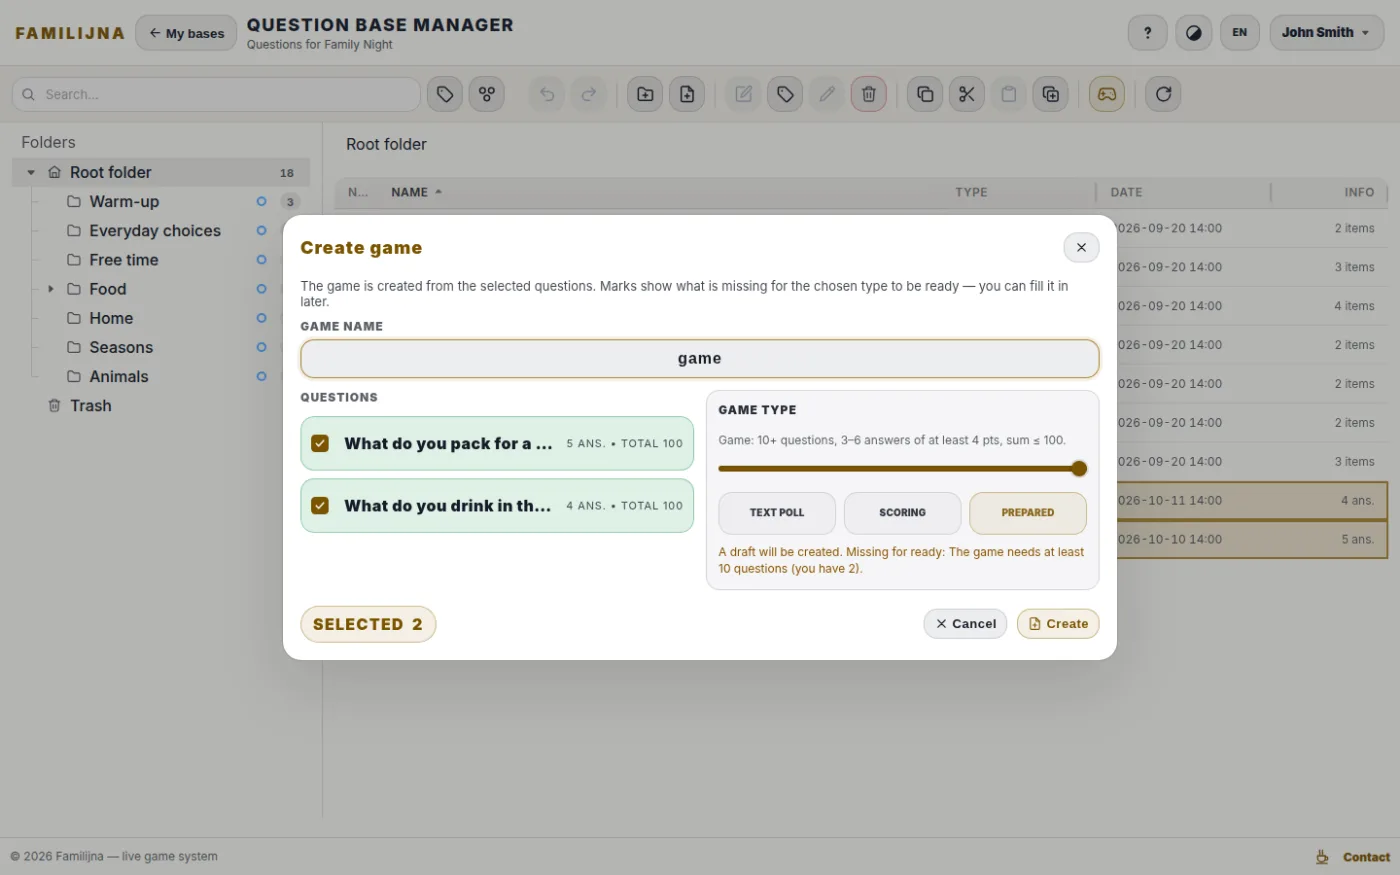 FAMILIJNA
My bases
QUESTION BASE MANAGER
Questions for Family Night
?
EN
John Smith
Search...
Folders
Root folder
18
Warm-up
3
Everyday choices
Free time
Food
Home
Seasons
Animals
Trash
Root folder
N...
NAME
TYPE
DATE
INFO
026-09-20 14:00
2 items
026-09-20 14:00
3 items
026-09-20 14:00
4 items
026-09-20 14:00
2 items
026-09-20 14:00
2 items
026-09-20 14:00
2 items
026-09-20 14:00
3 items
026-10-11 14:00
4 ans.
026-10-10 14:00
5 ans.
Create game
The game is created from the selected questions. Marks show what is missing for the chosen type to be ready — you can fill it in
later.
GAME NAME
game
QUESTIONS
What do you pack for a ...
5 ANS. • TOTAL 100
What do you drink in th...
4 ANS. • TOTAL 100
GAME TYPE
Game: 10+ questions, 3–6 answers of at least 4 pts, sum ≤ 100.
TEXT POLL
SCORING
PREPARED
A draft will be created. Missing for ready: The game needs at least
10 questions (you have 2).
SELECTED 2
Cancel
Create
© 2026 Familijna — live game system
Contact